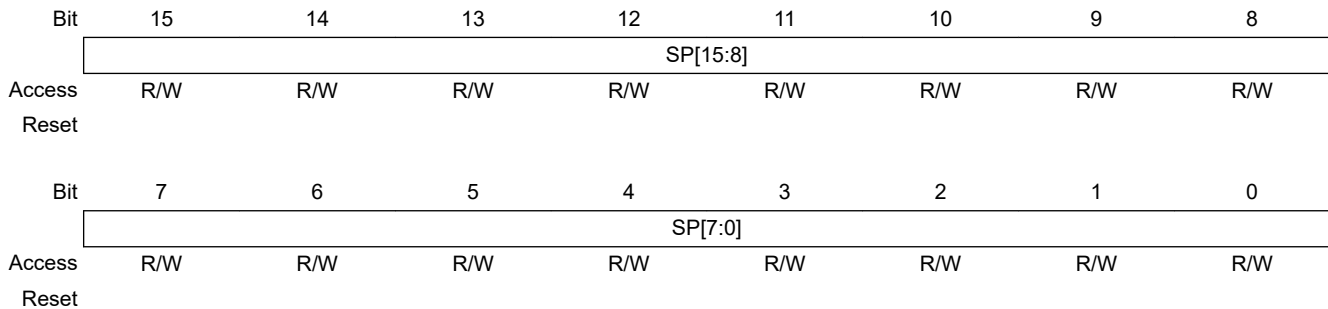 Bit 15 14 13 12 11 10 9 8
SP[15:8]
Access R/W R/W R/W R/W R/W R/W R/W R/W
Reset
Bit 7 6 5 4 3 2 1 0
SP[7:0]
Access R/W R/W R/W R/W R/W R/W R/W R/W
Reset